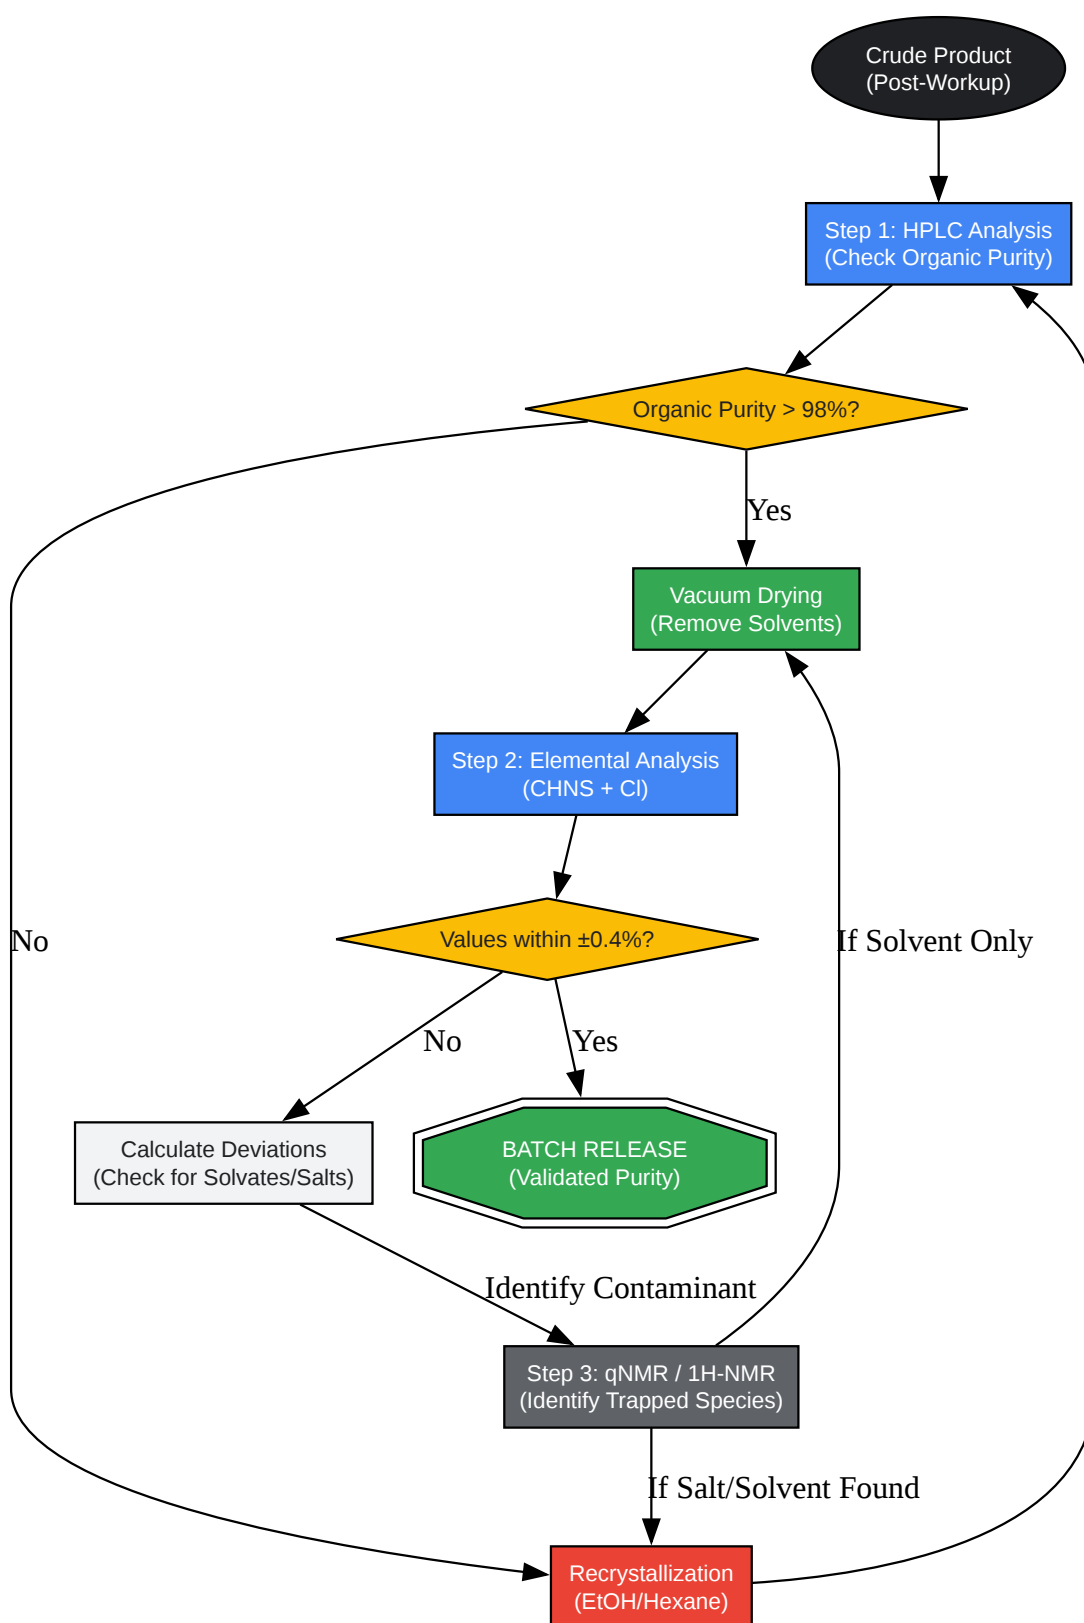 Crude Product
(Post-Workup)
Step 1: HPLC Analysis
(Check Organic Purity)
Organic Purity > 98%?
Yes
Vacuum Drying
(Remove Solvents)
Step 2: Elemental Analysis
(CHNS + Cl)
Values within ±0.4%?
No
If Solvent Only
No
Yes
Calculate Deviations
(Check for Solvates/Salts)
BATCH RELEASE
(Validated Purity)
Identify Contaminant
Step 3: qNMR / 1H-NMR
(Identify Trapped Species)
If Salt/Solvent Found
Recrystallization
(EtOH/Hexane)